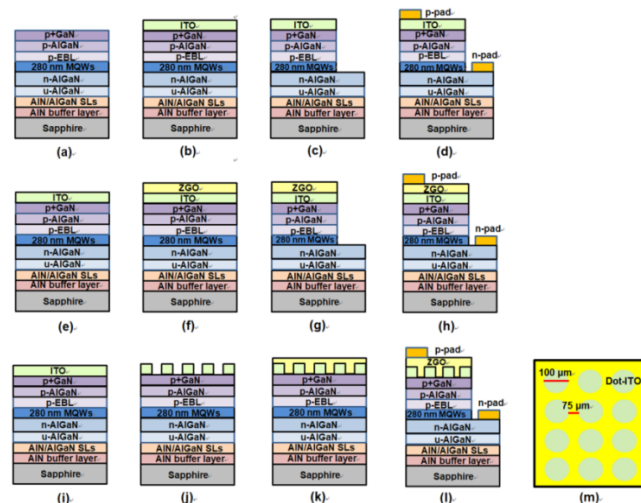 p+GaN
p-AlGaN
p-EBL
280 nm MQWs
n-AlGaN
u-AlGaN
AlN/AlGaN SLs
AlN buffer layer
Sapphire
(a)
ITO
p+GaN
p-AlGaN
p-EBL
280 nm MQWs
n-AlGaN
u-AlGaN
AlN/AlGaN SLs
AlN buffer layer
Sapphire
(b)
ITO
p+GaN
p-AlGaN
p-EBL
280 nm MQWs
n-AlGaN
u-AlGaN
AlN/AlGaN SLs
AlN buffer layer
Sapphire
(c)
p-pad
ITO
p+GaN
p-AlGaN
p-EBL
n-pad
280 nm MQWs
n-AlGaN
u-AlGaN
AlN/AlGaN SLs
AlN buffer layer
Sapphire
(d)
ITO
p+GaN
p-AlGaN
p-EBL
280 nm MQWs
n-AlGaN
u-AlGaN
AlN/AlGaN SLs
AlN buffer layer
Sapphire
(e)
ZGO
ITO
p+GaN
p-AlGaN
p-EBL
280 nm MQWs
n-AlGaN
u-AlGaN
AlN/AlGaN SLs
AlN buffer layer
Sapphire
(f)
ZGO
ITO
p+GaN
p-AlGaN
p-EBL
280 nm MQWs
n-AlGaN
u-AlGaN
AlN/AlGaN SLs
AlN buffer layer
Sapphire
(g)
p-pad
ZGO
ITO
p+GaN
p-AlGaN
p-EBL
n-pad
280 nm MQWs
n-AlGaN
u-AlGaN
AlN/AlGaN SLs
AlN buffer layer
Sapphire
(h)
ITO
p+GaN
p-AlGaN
p-EBL
280 nm MQWs
n-AlGaN
u-AlGaN
AlN/AlGaN SLs
AlN buffer layer
Sapphire
(i)
p+GaN
p-AlGaN
p-EBL
280 nm MQWs
n-AlGaN
u-AlGaN
AlN/AlGaN SLs
AlN buffer layer
Sapphire
(j)
p+GaN
p-AlGaN
p-EBL
280 nm MQWs
n-AlGaN
u-AlGaN
AlN/AlGaN SLs
AlN buffer layer
Sapphire
(k)
p-pad
ZGO
p+GaN
p-AlGaN
p-EBL
n-pad
280 nm MQWs
n-AlGaN
u-AlGaN
AlN/AlGaN SLs
AlN buffer layer
Sapphire
(l)
100 μm
Dot-ITO
75 μm
(m)